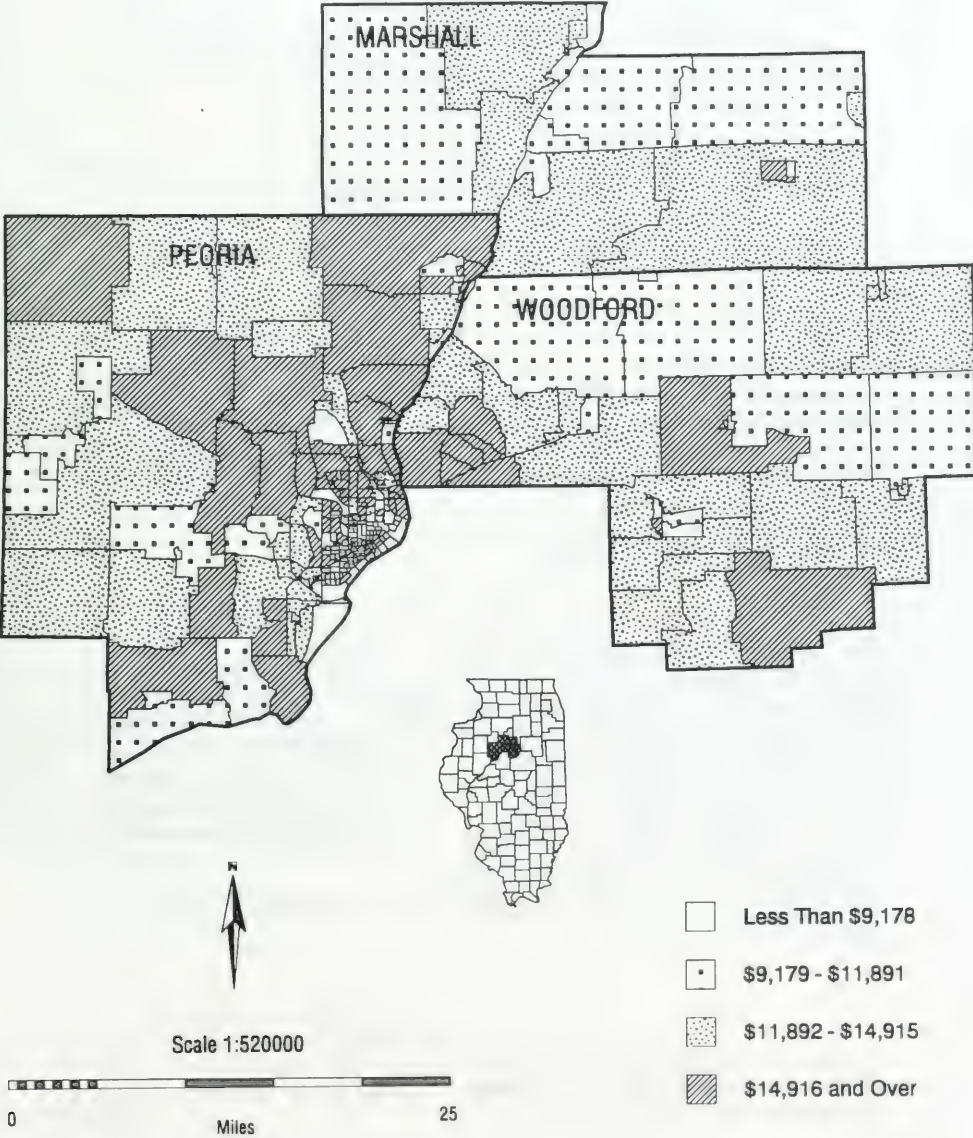 MARSHALL
PEORIA
WOODFORD
N
Less Than $9,178
$9,179 - $11,891
$11,892 - $14,915
$14,916 and Over
Scale 1:520000
0 25
Miles